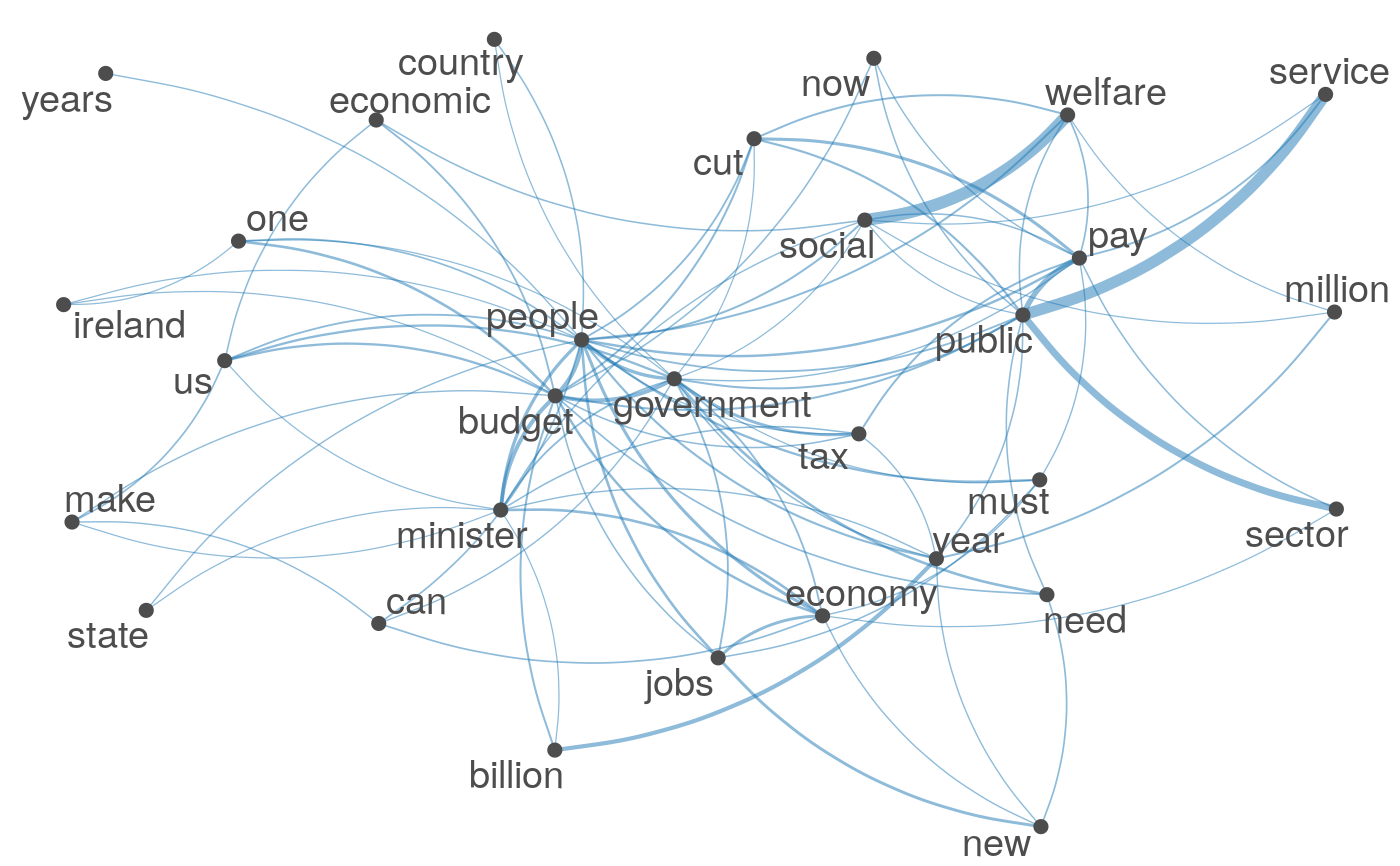 country
years
economic
now
welfare
service
cut
one
social
pay
ireland
people
million
public
us
budget
government
tax
make
minister
must
sector
year
can
economy
state
need
jobs
billion
new